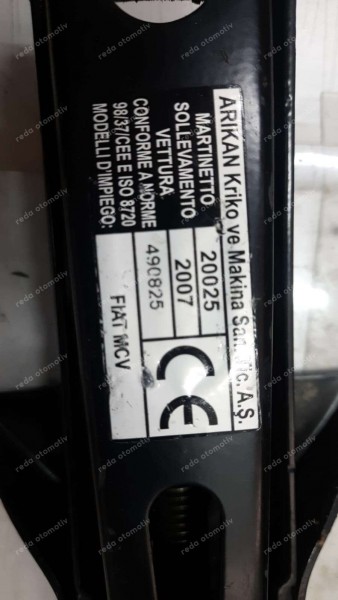 ARIKAN Kriko ve Makina San. Tic. A.Ş.
MARTINETTO
SOLLEVAMENTO
VETTURA
20025
2007
CONFORME A NORME
98/37/CEE E ISO 8720
490825
MODELLI D'IMPIEGO:
FIAT MCV
CE
reda otomotiv